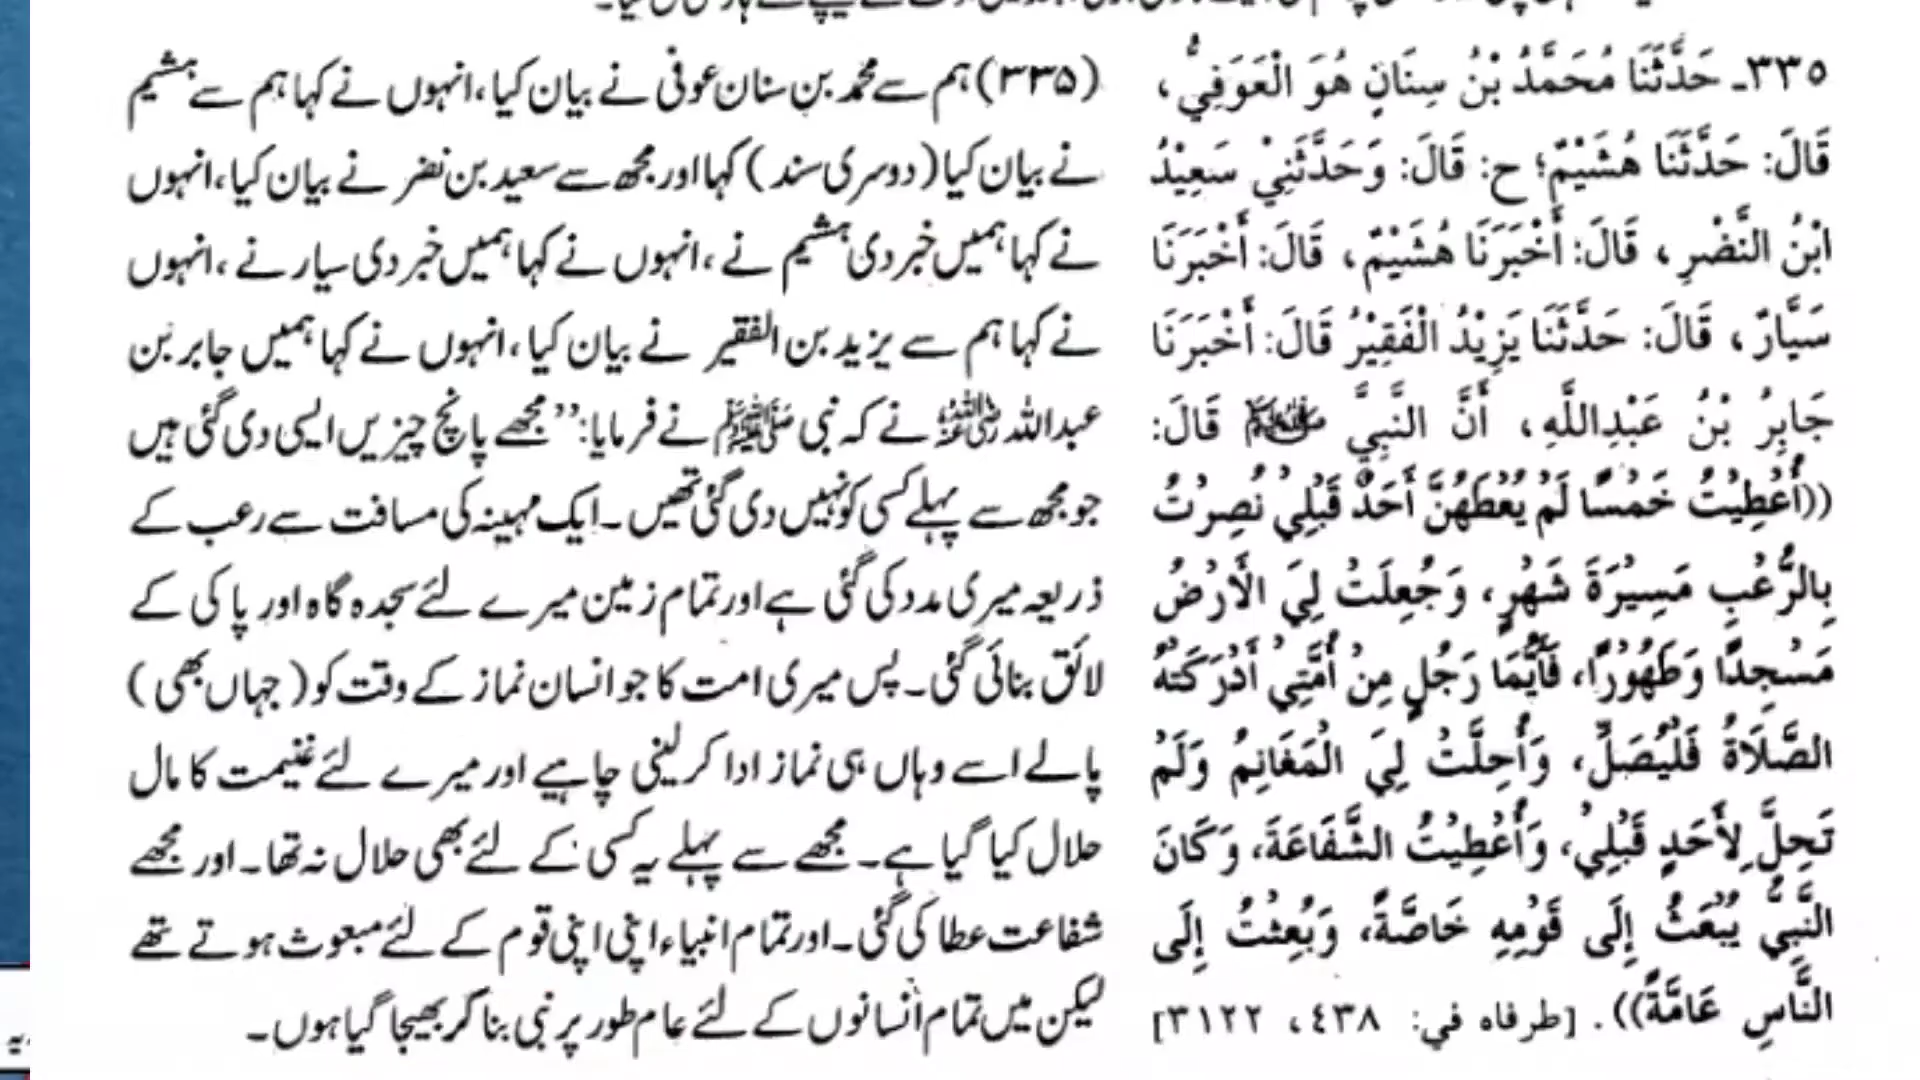 ٣٣٥۔ حَدَّثَنَا مُحَمَّدُ بْنُ سِنَانٍ هُوَ الْعَوَفِيُّ،
قَالَ: حَدَّثَنَا هُشَيْمٌ؛ ح: قَالَ: وَحَدَّثَنِيْ سَعِيْدُ
ابْنُ النَّضْرِ، قَالَ: أَخْبَرَنَا هُشَيْمٌ، قَالَ: أَخْبَرَنَا
سَيَّارٌ، قَالَ: حَدَّثَنَا يَزِيْدُ الْفَقِيْرُ قَالَ: أَخْبَرَنَا
جَابِرُ بْنُ عَبْدِاللَّهِ، أَنَّ النَّبِيَّ ﷺ قَالَ:
((أُعْطِيْتُ خَمْسًا لَمْ يُعْطَهُنَّ أَحَدٌ قَبْلِيْ نُصِرْتُ
بِالرُّعْبِ مَسِيْرَةَ شَهْرٍ، وَجُعِلَتْ لِيَ الْأَرْضُ
مَسْجِدًا وَطَهُوْرًا، فَأَيُّمَا رَجُلٍ مِنْ أُمَّتِيْ أَدْرَكَتْهُ
الصَّلَاةُ فَلْيُصَلِّ، وَأُحِلَّتْ لِيَ الْمَغَانِمُ وَلَمْ
تَحِلَّ لِأَحَدٍ قَبْلِيْ، وَأُعْطِيْتُ الشَّفَاعَةَ، وَكَانَ
النَّبِيُّ يُبْعَثُ إِلَى قَوْمِهِ خَاصَّةً، وَبُعِثْتُ إِلَى
النَّاسِ عَامَّةً)). [طرفاه في: ٤٣٨، ٣١٢٢]
(۳۳۵) ہم سے محمد بن سنان عوفی نے بیان کیا، انہوں نے کہا ہم سے ہشیم
نے بیان کیا (دوسری سند) کہا اور مجھ سے سعید بن نضر نے بیان کیا، انہوں
نے کہا ہمیں خبر دی ہشیم نے، انہوں نے کہا ہمیں خبر دی سیار نے، انہوں
نے کہا ہم سے یزید بن الفقیر نے بیان کیا، انہوں نے کہا ہمیں جابر بن
عبداللہ رضی اللہ عنہ نے کہ نبی ﷺ نے فرمایا: ”مجھے پانچ چیزیں ایسی دی گئی ہیں
جو مجھ سے پہلے کسی کو نہیں دی گئی تھیں۔ ایک مہینہ کی مسافت سے رعب کے
ذریعہ میری مدد کی گئی ہے اور تمام زمین میرے لئے سجدہ گاہ اور پاکی کے
لائق بنائی گئی۔ پس میری امت کا جو انسان نماز کے وقت کو (جہاں بھی)
پالے اسے وہاں ہی نماز ادا کر لینی چاہیے اور میرے لئے غنیمت کا مال
حلال کیا گیا ہے۔ مجھے سے پہلے یہ کسی کے لئے بھی حلال نہ تھا۔ اور مجھے
شفاعت عطا کی گئی۔ اور تمام انبیاء اپنی اپنی قوم کے لئے مبعوث ہوتے تھے
لیکن میں تمام انسانوں کے لئے عام طور پر نبی بنا کر بھیجا گیا ہوں۔